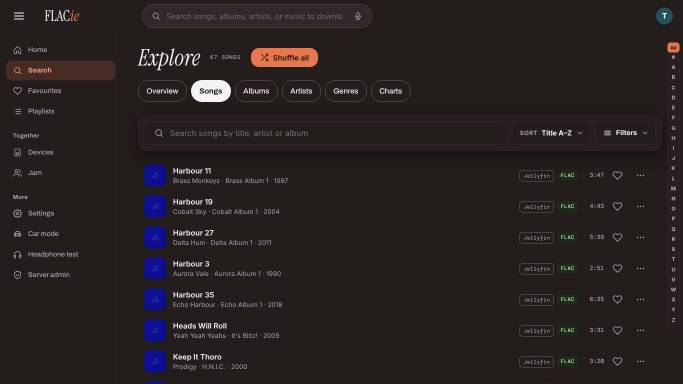 FLACie
Search songs, albums, artists, or music to downlo
T
Home
Search
Favourites
Playlists
Together
Devices
Jam
More
Settings
Car mode
Headphone test
Server admin
Explore 67 SONGS Shuffle all
Overview Songs Albums Artists Genres Charts
Search songs by title, artist or album SORT Title A–Z Filters
Harbour 11
Brass Monkeys · Brass Album 1 · 1997
Jellyfin FLAC 3:47
Harbour 19
Cobalt Sky · Cobalt Album 1 · 2004
Jellyfin FLAC 4:43
Harbour 27
Delta Hum · Delta Album 1 · 2011
Jellyfin FLAC 5:39
Harbour 3
Aurora Vale · Aurora Album 1 · 1990
Jellyfin FLAC 2:51
Harbour 35
Echo Harbour · Echo Album 1 · 2018
Jellyfin FLAC 6:35
Heads Will Roll
Yeah Yeah Yeahs · It's Blitz! · 2009
Jellyfin FLAC 3:31
Keep It Thoro
Prodigy · H.N.I.C. · 2000
Jellyfin FLAC 3:20
All
#
A
B
C
D
E
F
G
H
I
J
K
L
M
N
O
P
Q
R
S
T
U
V
W
X
Y
Z